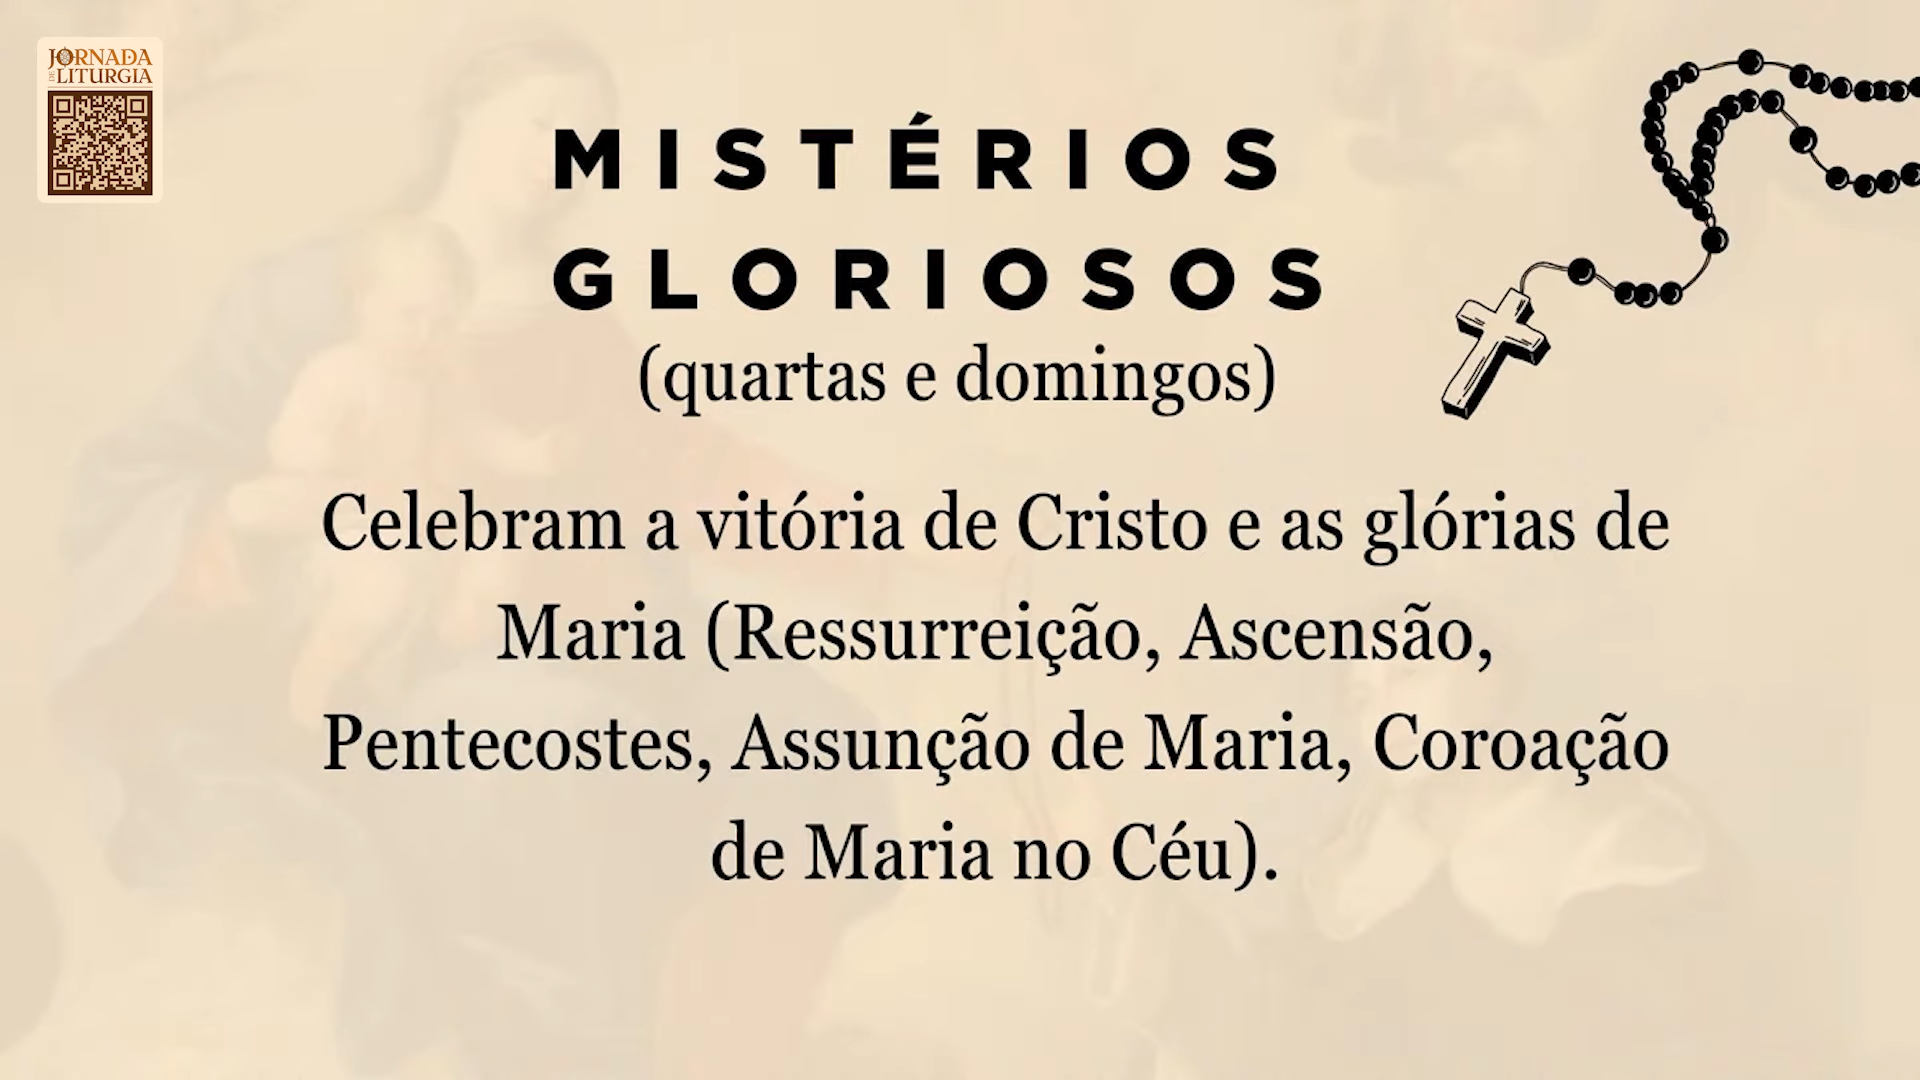 JORNADA
DE LITURGIA
MISTÉRIOS
GLORIOSOS
(quartas e domingos)
Celebram a vitória de Cristo e as glórias de
Maria (Ressurreição, Ascensão,
Pentecostes, Assunção de Maria, Coroação
de Maria no Céu).